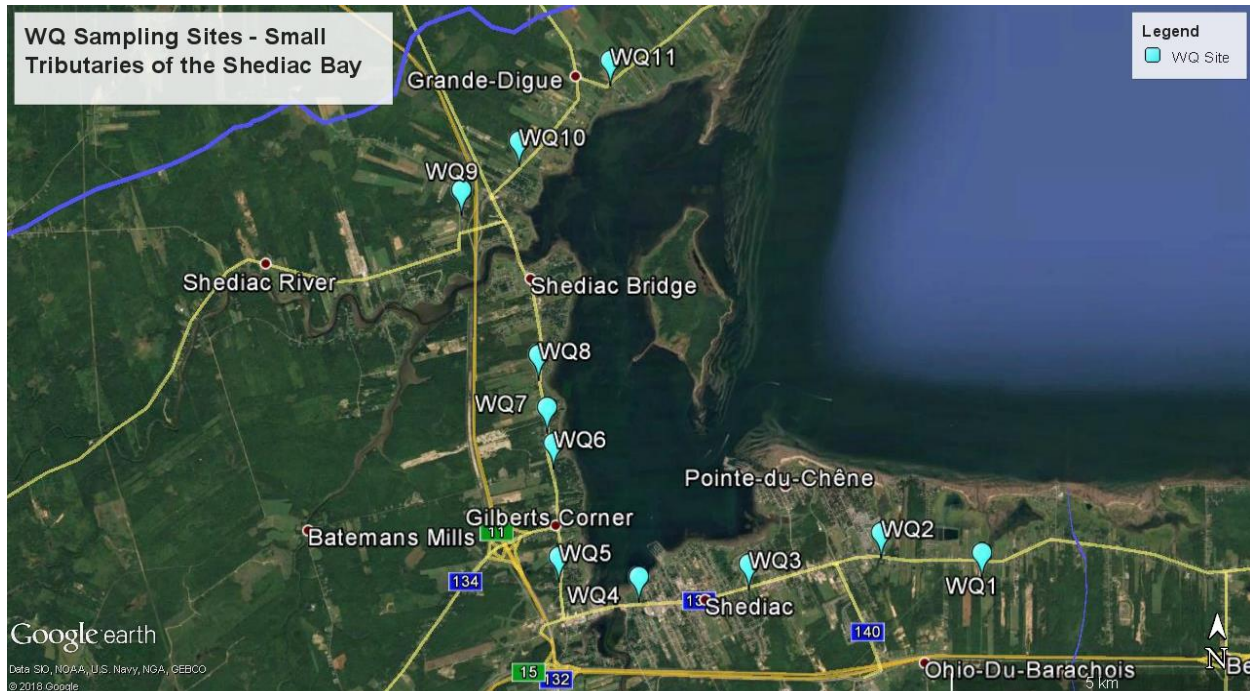 WQ Sampling Sites - Small
Tributaries of the Shediac Bay
Legend
WQ Site
WQ11
Grande-Digue
WQ10
WQ9
Shediac River
Shediac Bridge
WQ8
WQ7
WQ6
Pointe-du-Chêne
Gilberts Corner
11
Batemans Mills
WQ2
WQ5
WQ3
WQ1
134
WQ4
Shediac
140
N
Google earth
Data SIO, NOAA, U.S. Navy, NGA, GEBCO
© 2018 Google
15
132
Ohio-Du-Barachois
5 km